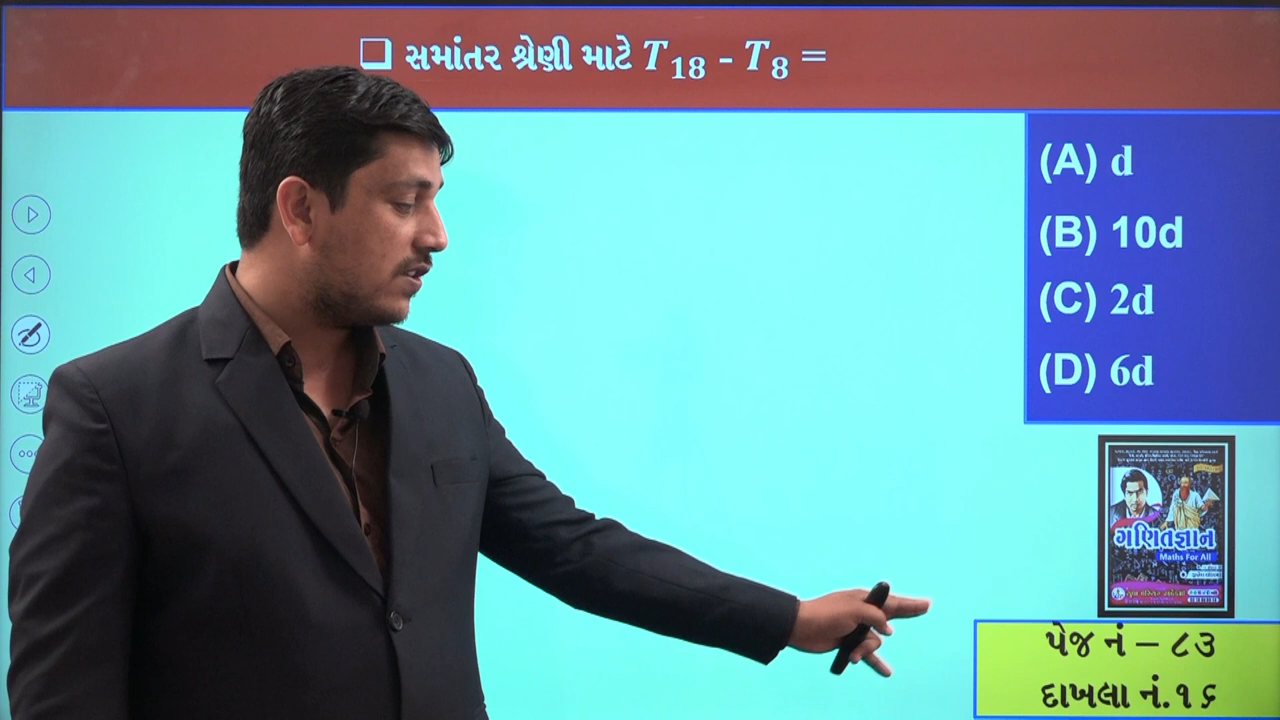 ❑ સમાંતર શ્રેણી માટે T₁₈ - T₈ =
(A) d
(B) 10d
(C) 2d
(D) 6d
ગણિતજ્ઞાન
Maths For All
પેજ નં – ૮૩
દાખલા નં.૧૬